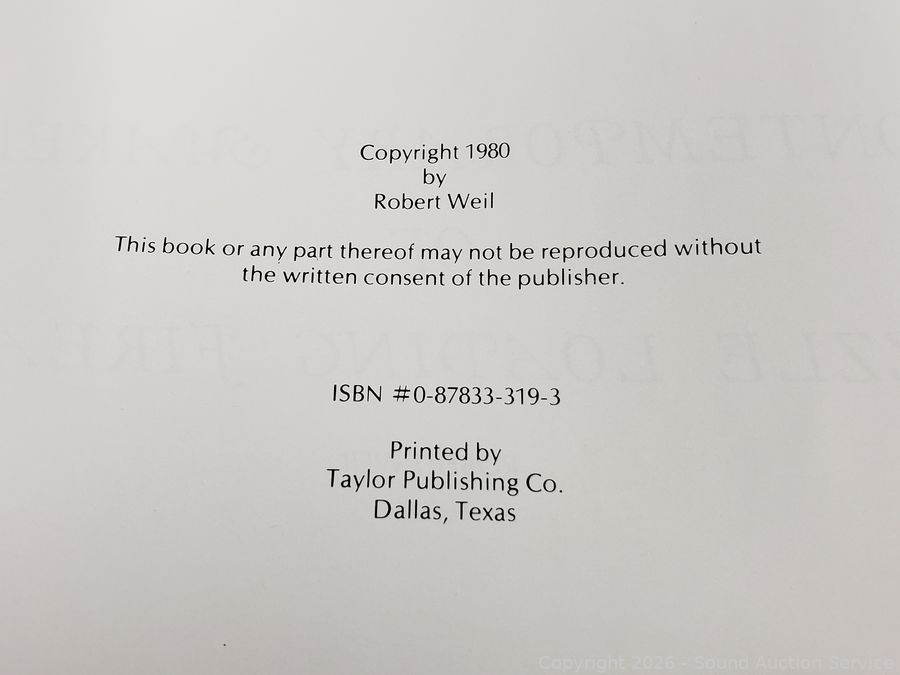 Copyright 1980
by
Robert Weil
This book or any part thereof may not be reproduced without
the written consent of the publisher.
ISBN #0-87833-319-3
Printed by
Taylor Publishing Co.
Dallas, Texas
Copyright 2026 - Sound Auction Service